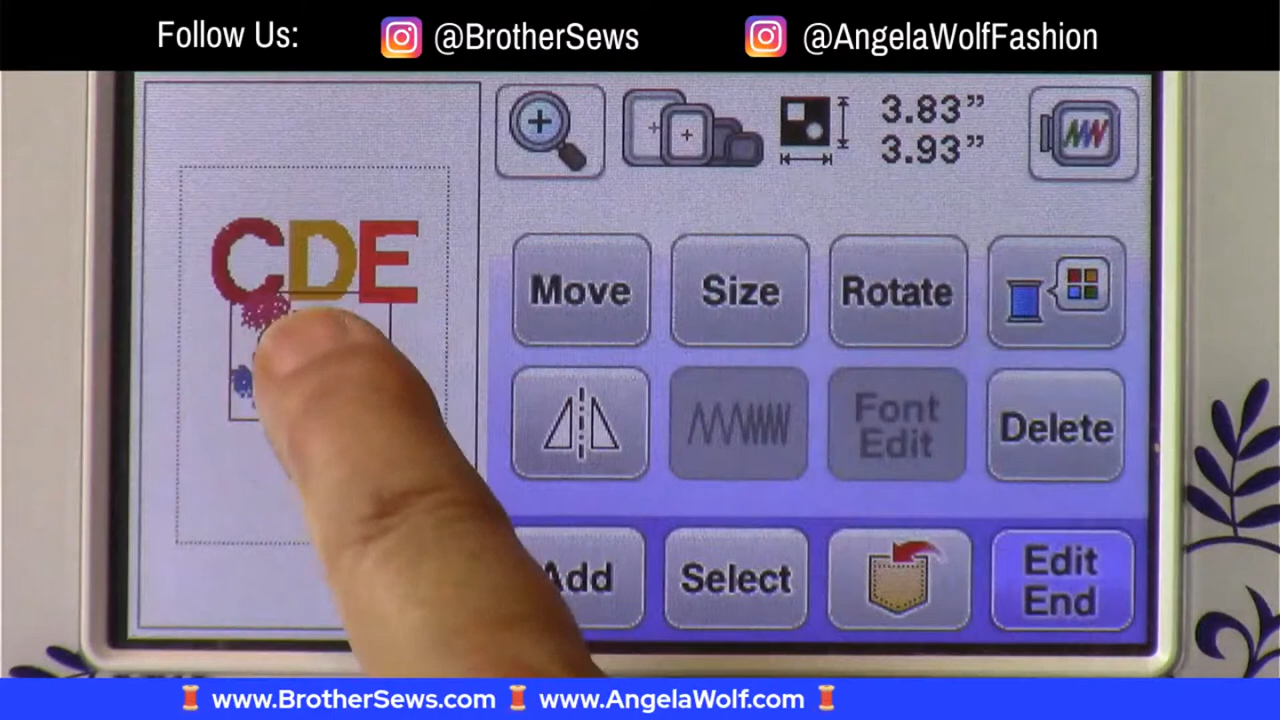 Follow Us: @BrotherSews @AngelaWolfFashion
3.83”
3.93”
CDE
Move Size Rotate
Font
Edit
Delete
Add Select
Edit
End
www.BrotherSews.com www.AngelaWolf.com